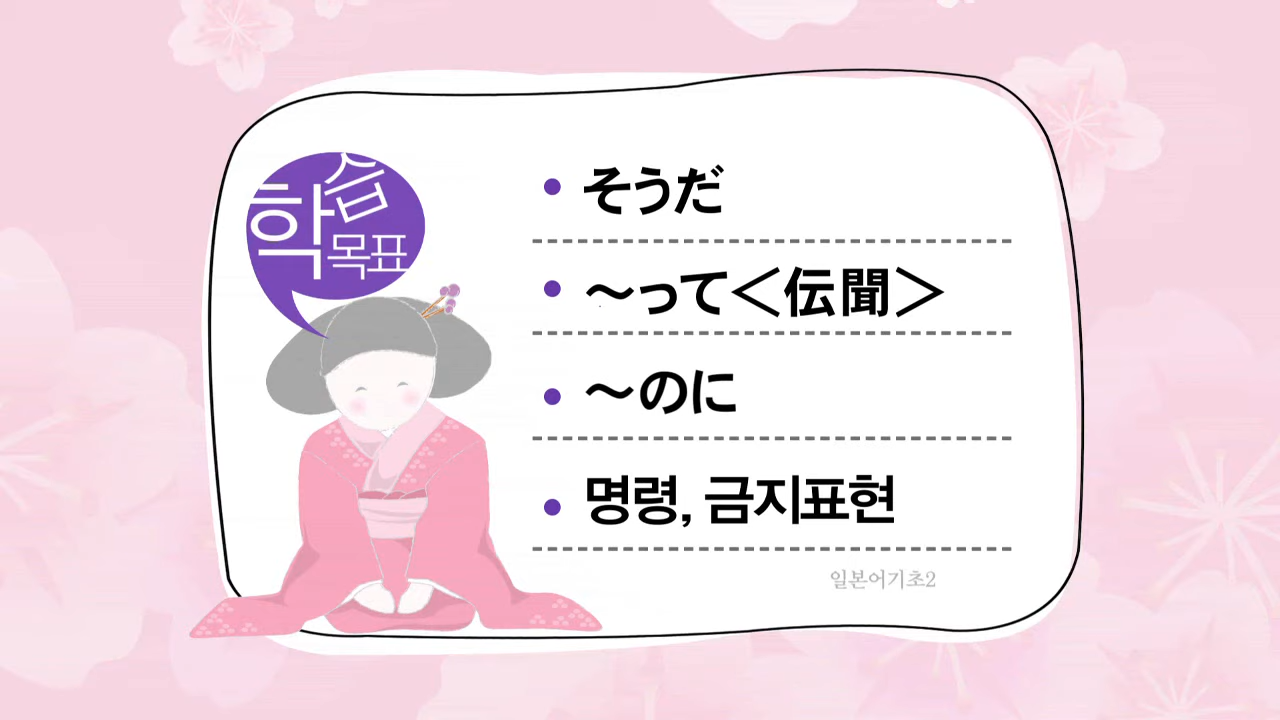 학습
목표
そうだ
～って＜伝聞＞
～のに
명령, 금지표현
일본어기초2